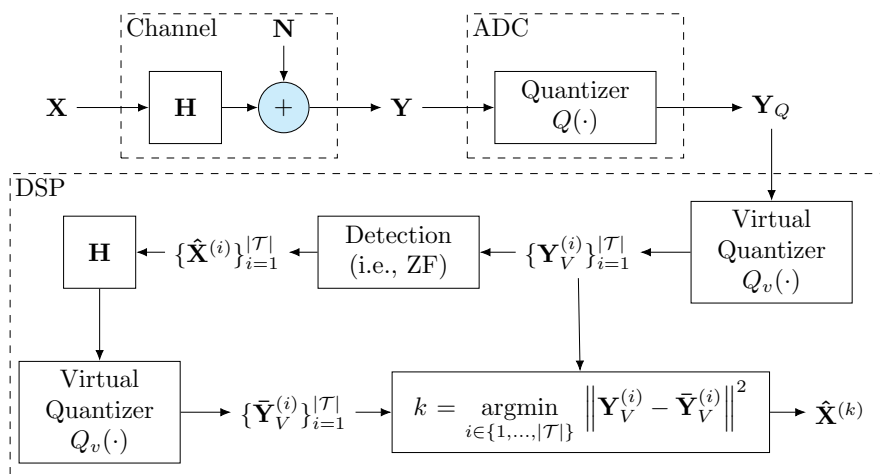 Channel
N
ADC
X
H
+
Y
Quantizer
Q(·)
Y_Q
DSP
H
{X̂^(i)}_{i=1}^{|𝒯|}
Detection
(i.e., ZF)
{Y_V^(i)}_{i=1}^{|𝒯|}
Virtual
Quantizer
Q_v(·)
Virtual
Quantizer
Q_v(·)
{Ȳ_V^(i)}_{i=1}^{|𝒯|}
k = argmin_{i∈{1,...,|𝒯|}} ‖Y_V^(i) − Ȳ_V^(i)‖^2
X̂^(k)